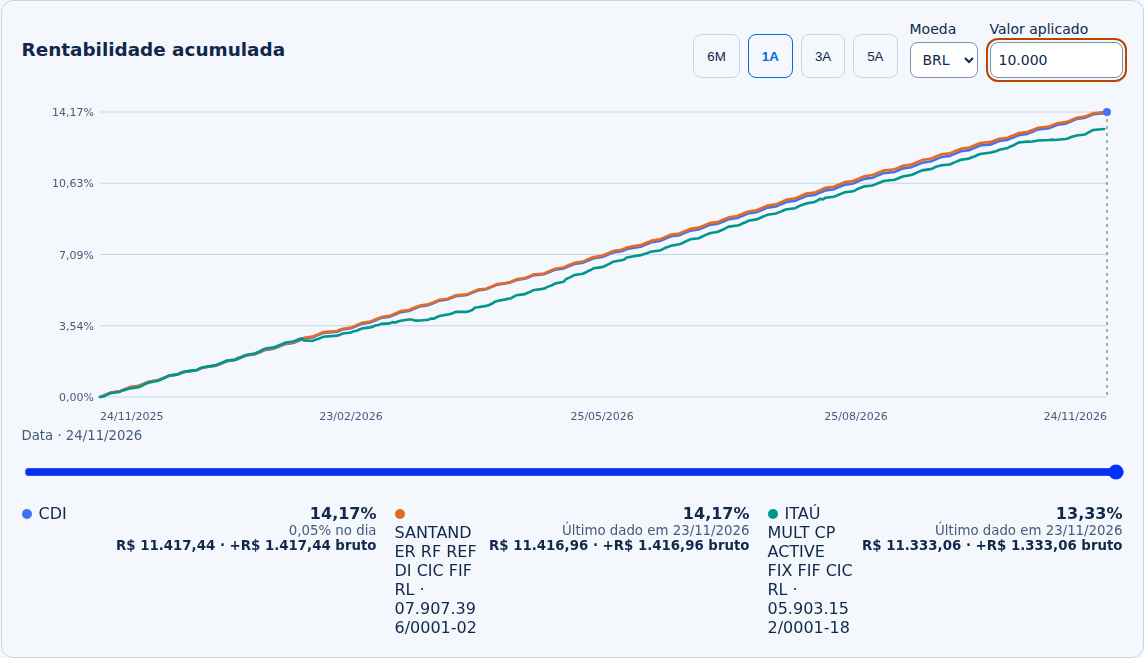 Rentabilidade acumulada
6M
1A
3A
5A
Moeda
BRL
Valor aplicado
10.000
14,17%
10,63%
7,09%
3,54%
0,00%
24/11/2025
23/02/2026
25/05/2026
25/08/2026
24/11/2026
Data · 24/11/2026
CDI
14,17%
0,05% no dia
R$ 11.417,44 · +R$ 1.417,44 bruto
SANTAND
ER RF REF
DI CIC FIF
RL ·
07.907.39
6/0001-02
14,17%
Último dado em 23/11/2026
R$ 11.416,96 · +R$ 1.416,96 bruto
ITAÚ
MULT CP
ACTIVE
FIX FIF CIC
RL ·
05.903.15
2/0001-18
13,33%
Último dado em 23/11/2026
R$ 11.333,06 · +R$ 1.333,06 bruto